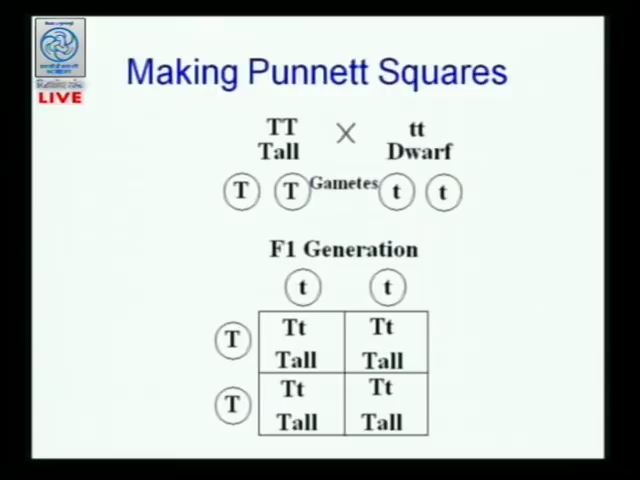 LIVE
Making Punnett Squares
TT X tt
Tall Dwarf
T T Gametes t t
F1 Generation
t t
T Tt Tt
Tall Tall
T Tt Tt
Tall Tall